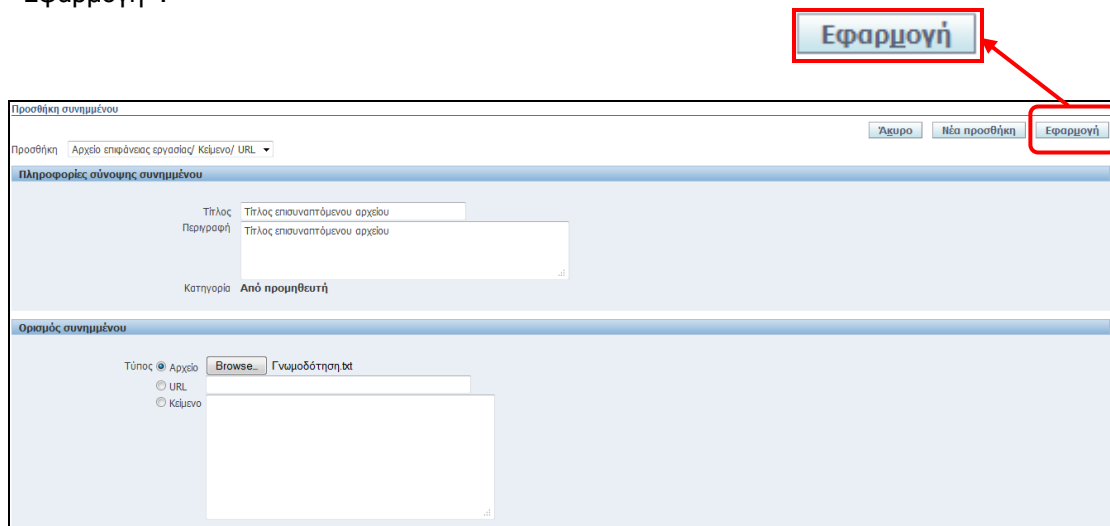 Εφαρμογή
Εφαρμογή
Προσθήκη συνημμένου
Άκυρο Νέα προσθήκη Εφαρμογή
Προσθήκη Αρχείο επιφάνειας εργασίας/ Κείμενο/ URL
Πληροφορίες σύνοψης συνημμένου
Τίτλος Τίτλος επισυναπτόμενου αρχείου
Περιγραφή Τίτλος επισυναπτόμενου αρχείου
Κατηγορία Από προμηθευτή
Ορισμός συνημμένου
Τύπος Αρχείο Browse... Γνωμοδότηση.txt
URL
Κείμενο